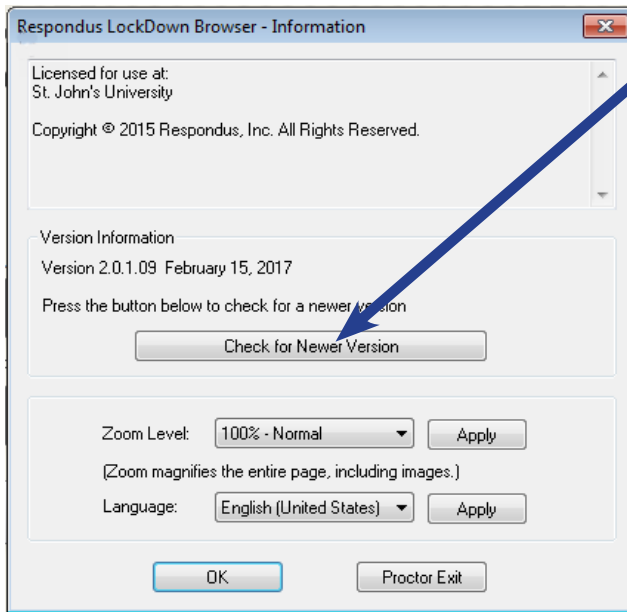 Respondus LockDown Browser - Information
Licensed for use at:
St. John's University
Copyright © 2015 Respondus, Inc. All Rights Reserved.
Version Information
Version 2.0.1.09 February 15, 2017
Press the button below to check for a newer version
Check for Newer Version
Zoom Level: 100% - Normal Apply
(Zoom magnifies the entire page, including images.)
Language: English (United States) Apply
OK Proctor Exit